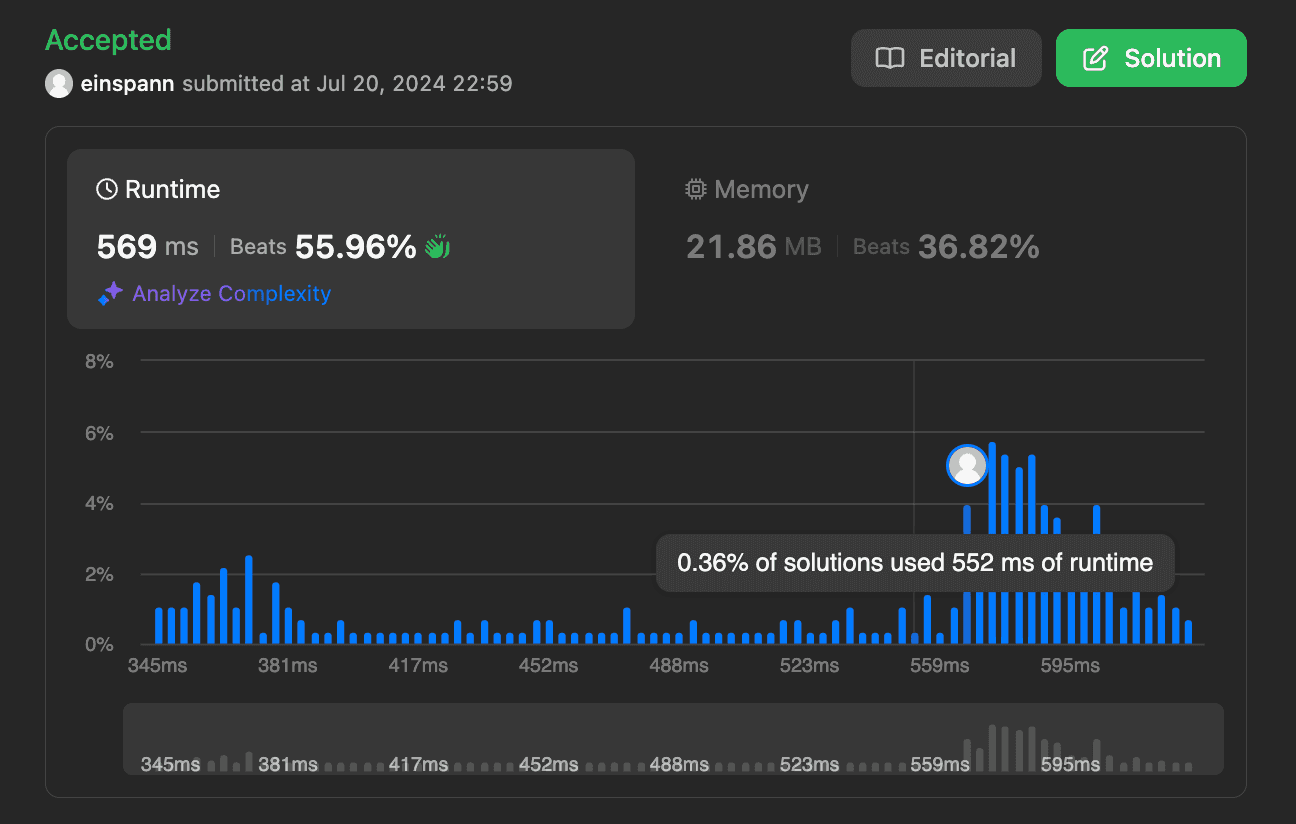 Accepted
Editorial
Solution
einspann submitted at Jul 20, 2024 22:59
Runtime
Memory
569 ms | Beats 55.96%
21.86 MB | Beats 36.82%
Analyze Complexity
8%
6%
4%
0.36% of solutions used 552 ms of runtime
2%
0%
345ms 381ms 417ms 452ms 488ms 523ms 559ms 595ms
345ms 381ms 417ms 452ms 488ms 523ms 559ms 595ms